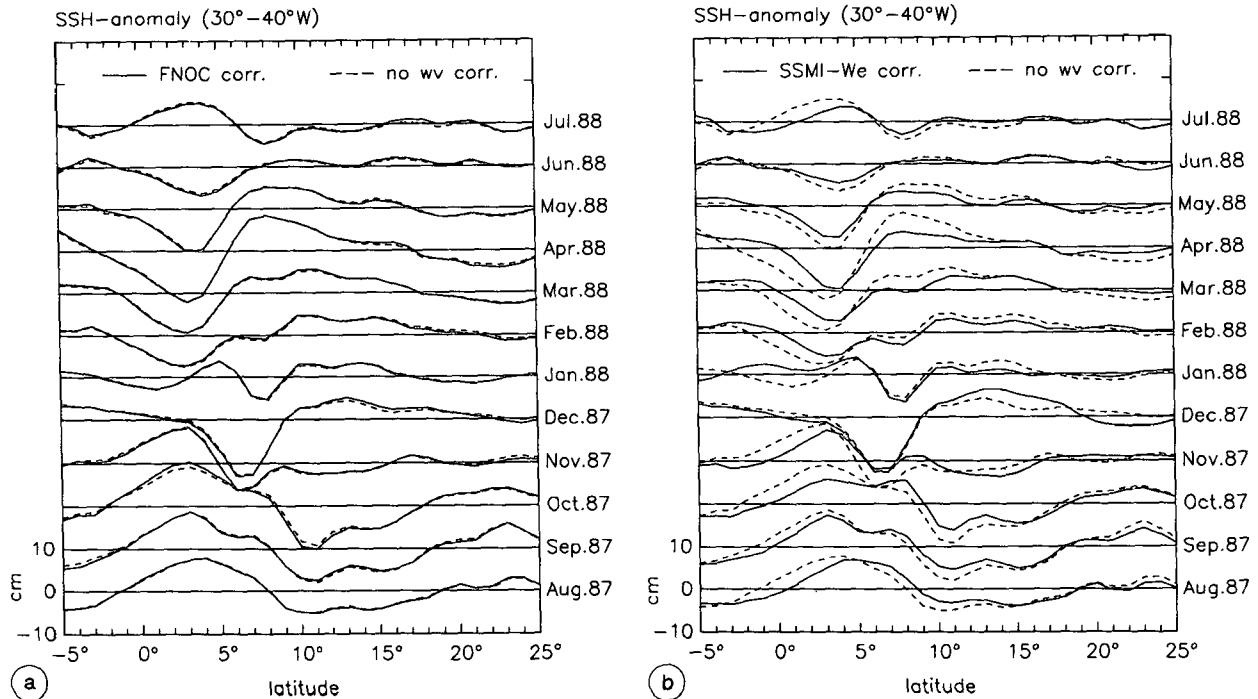 SSH-anomaly (30°-40°W)
FNOC corr.
no wv corr.
Jul.88
Jun.88
May.88
Apr.88
Mar.88
Feb.88
Jan.88
Dec.87
Nov.87
Oct.87
Sep.87
Aug.87
10
0
-10
cm
-5° 0° 5° 10° 15° 20° 25°
latitude
a
SSH-anomaly (30°-40°W)
SSMI-We corr.
no wv corr.
Jul.88
Jun.88
May.88
Apr.88
Mar.88
Feb.88
Jan.88
Dec.87
Nov.87
Oct.87
Sep.87
Aug.87
10
0
-10
cm
-5° 0° 5° 10° 15° 20° 25°
latitude
b